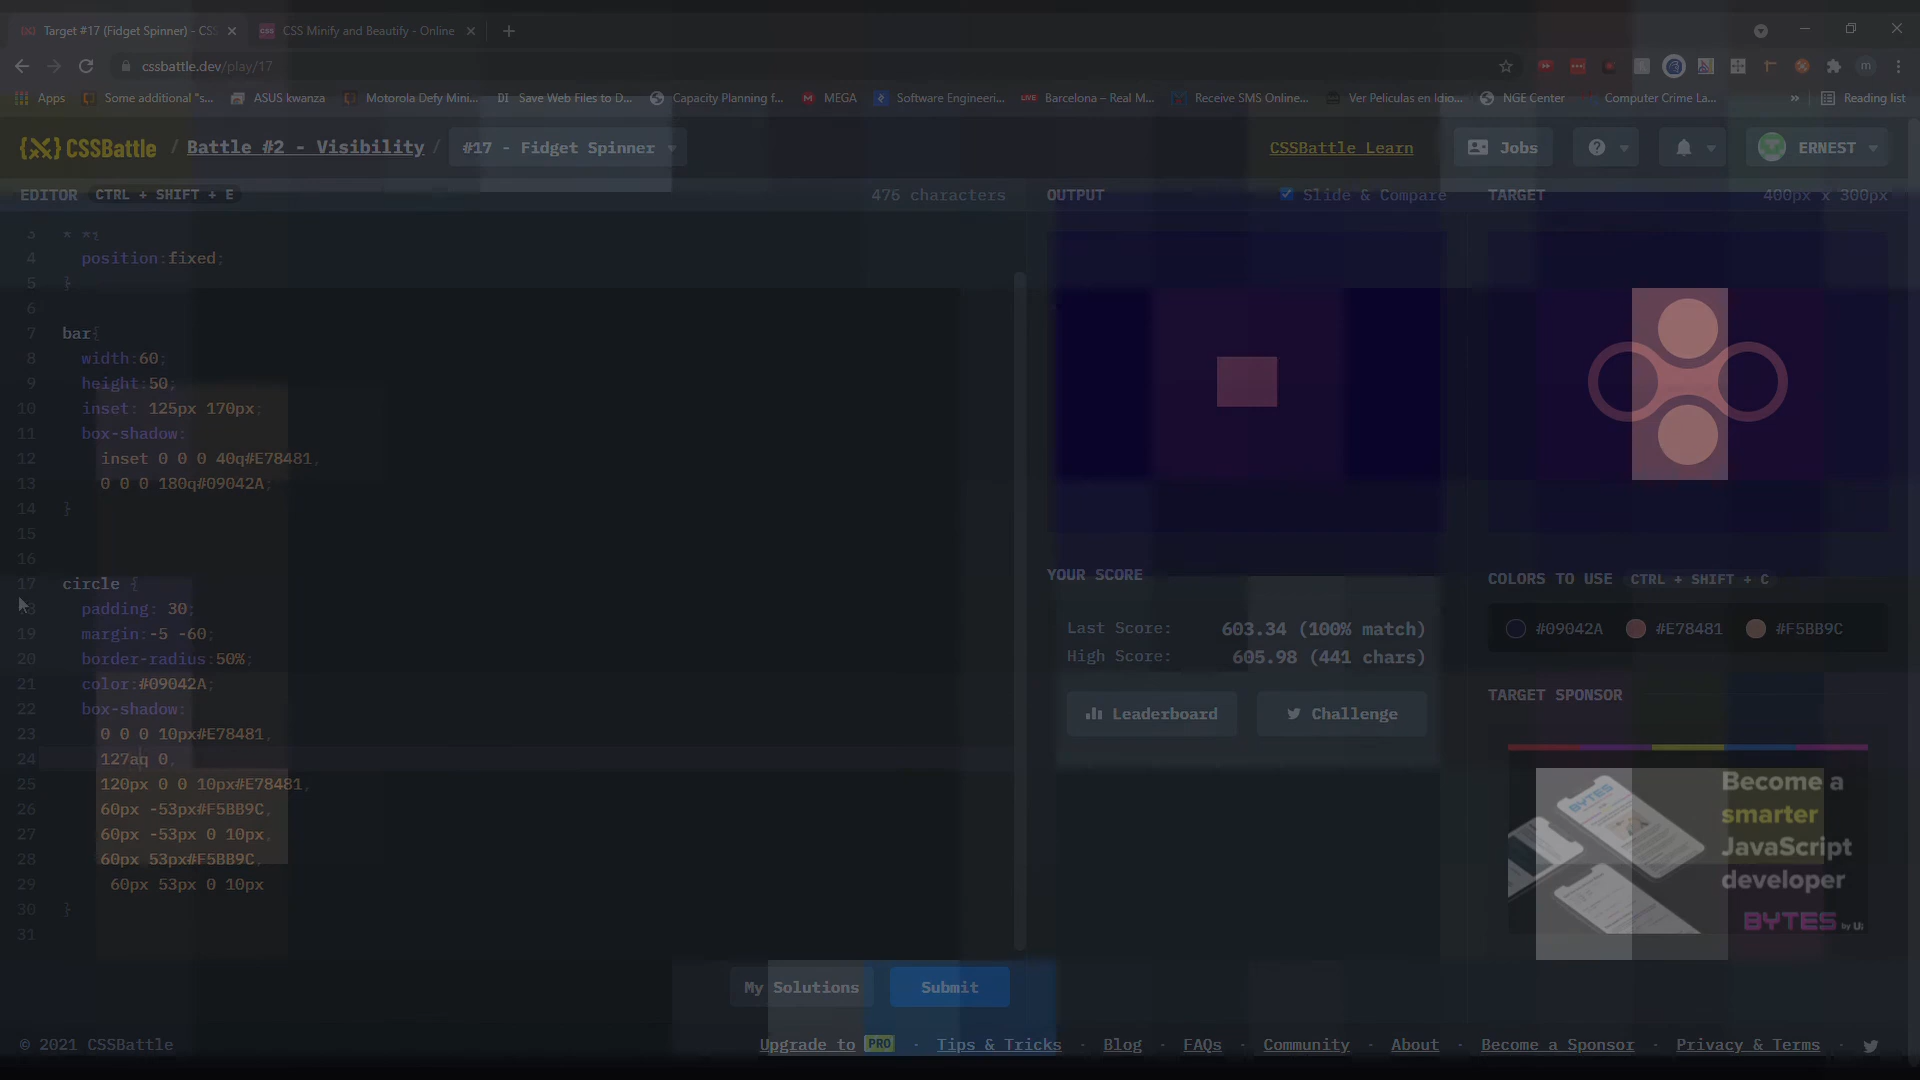 Target #17 (Fidget Spinner) - CSS
CSS Minify and Beautify - Online
cssbattle.dev/play/17
Apps
Some additional "s...
ASUS kwanza
Motorola Defy Mini...
DI Save Web Files to D...
Capacity Planning f...
MEGA
Software Engineeri...
LIVE Barcelona – Real M...
Receive SMS Online...
Ver Peliculas en Idio...
NGE Center
Computer Crime La...
»
Reading list
CSSBattle / Battle #2 - Visibility / #17 - Fidget Spinner
CSSBattle Learn
Jobs
ERNEST
EDITOR CTRL + SHIFT + E
476 characters
OUTPUT
Slide & Compare
TARGET
400px x 300px
3 * *{
4 position:fixed;
5 }
6
7 bar{
8 width:60;
9 height:50;
10 inset: 125px 170px;
11 box-shadow:
12 inset 0 0 0 40q#E78481,
13 0 0 0 180q#09042A;
14 }
15
16
17 circle {
18 padding: 30;
19 margin:-5 -60;
20 border-radius:50%;
21 color:#09042A;
22 box-shadow:
23 0 0 0 10px#E78481,
24 127aq 0,
25 120px 0 0 10px#E78481,
26 60px -53px#F5BB9C,
27 60px -53px 0 10px,
28 60px 53px#F5BB9C,
29 60px 53px 0 10px
30 }
31
YOUR SCORE
Last Score: 603.34 (100% match)
High Score: 605.98 (441 chars)
Leaderboard
Challenge
COLORS TO USE CTRL + SHIFT + C
#09042A
#E78481
#F5BB9C
TARGET SPONSOR
BYTES
Become a
smarter
JavaScript
developer
BYTES by Ui
My Solutions
Submit
© 2021 CSSBattle
Upgrade to PRO · Tips & Tricks · Blog · FAQs · Community · About · Become a Sponsor · Privacy & Terms ·